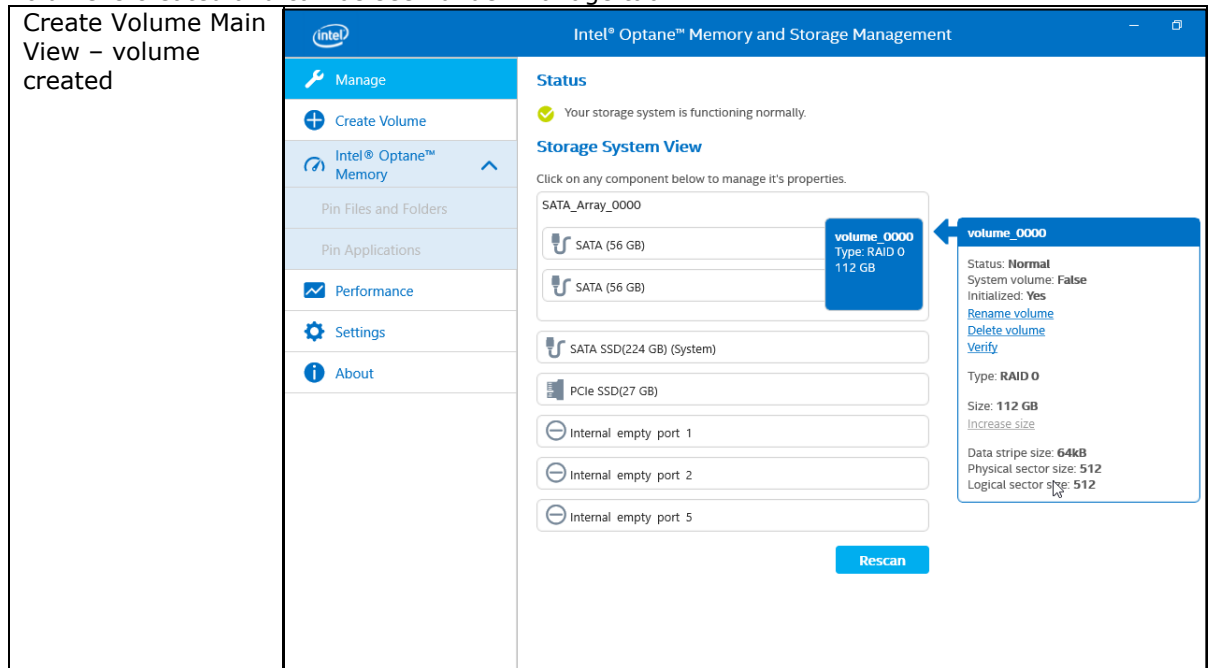 Create Volume Main
View – volume
created
intel
Intel® Optane™ Memory and Storage Management
Manage
Create Volume
Intel® Optane™
Memory
Pin Files and Folders
Pin Applications
Performance
Settings
About
Status
Your storage system is functioning normally.
Storage System View
Click on any component below to manage it's properties.
SATA_Array_0000
SATA (56 GB)
SATA (56 GB)
volume_0000
Type: RAID 0
112 GB
SATA SSD(224 GB) (System)
PCIe SSD(27 GB)
Internal empty port 1
Internal empty port 2
Internal empty port 5
Rescan
volume_0000
Status: Normal
System volume: False
Initialized: Yes
Rename volume
Delete volume
Verify
Type: RAID 0
Size: 112 GB
Increase size
Data stripe size: 64kB
Physical sector size: 512
Logical sector size: 512